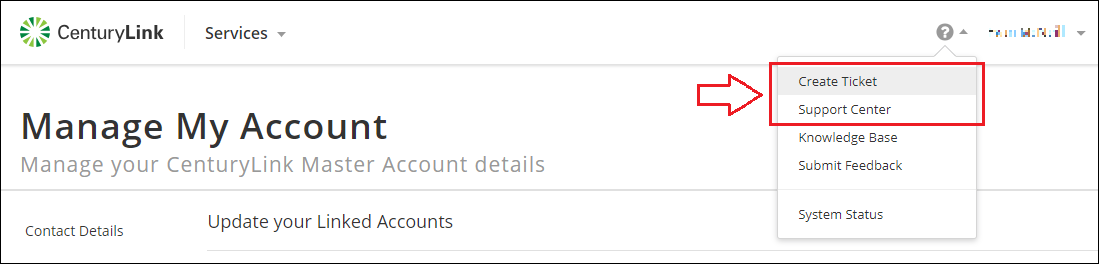 CenturyLink
Services
?
Create Ticket
Support Center
Knowledge Base
Submit Feedback
System Status
Manage My Account
Manage your CenturyLink Master Account details
Contact Details
Update your Linked Accounts